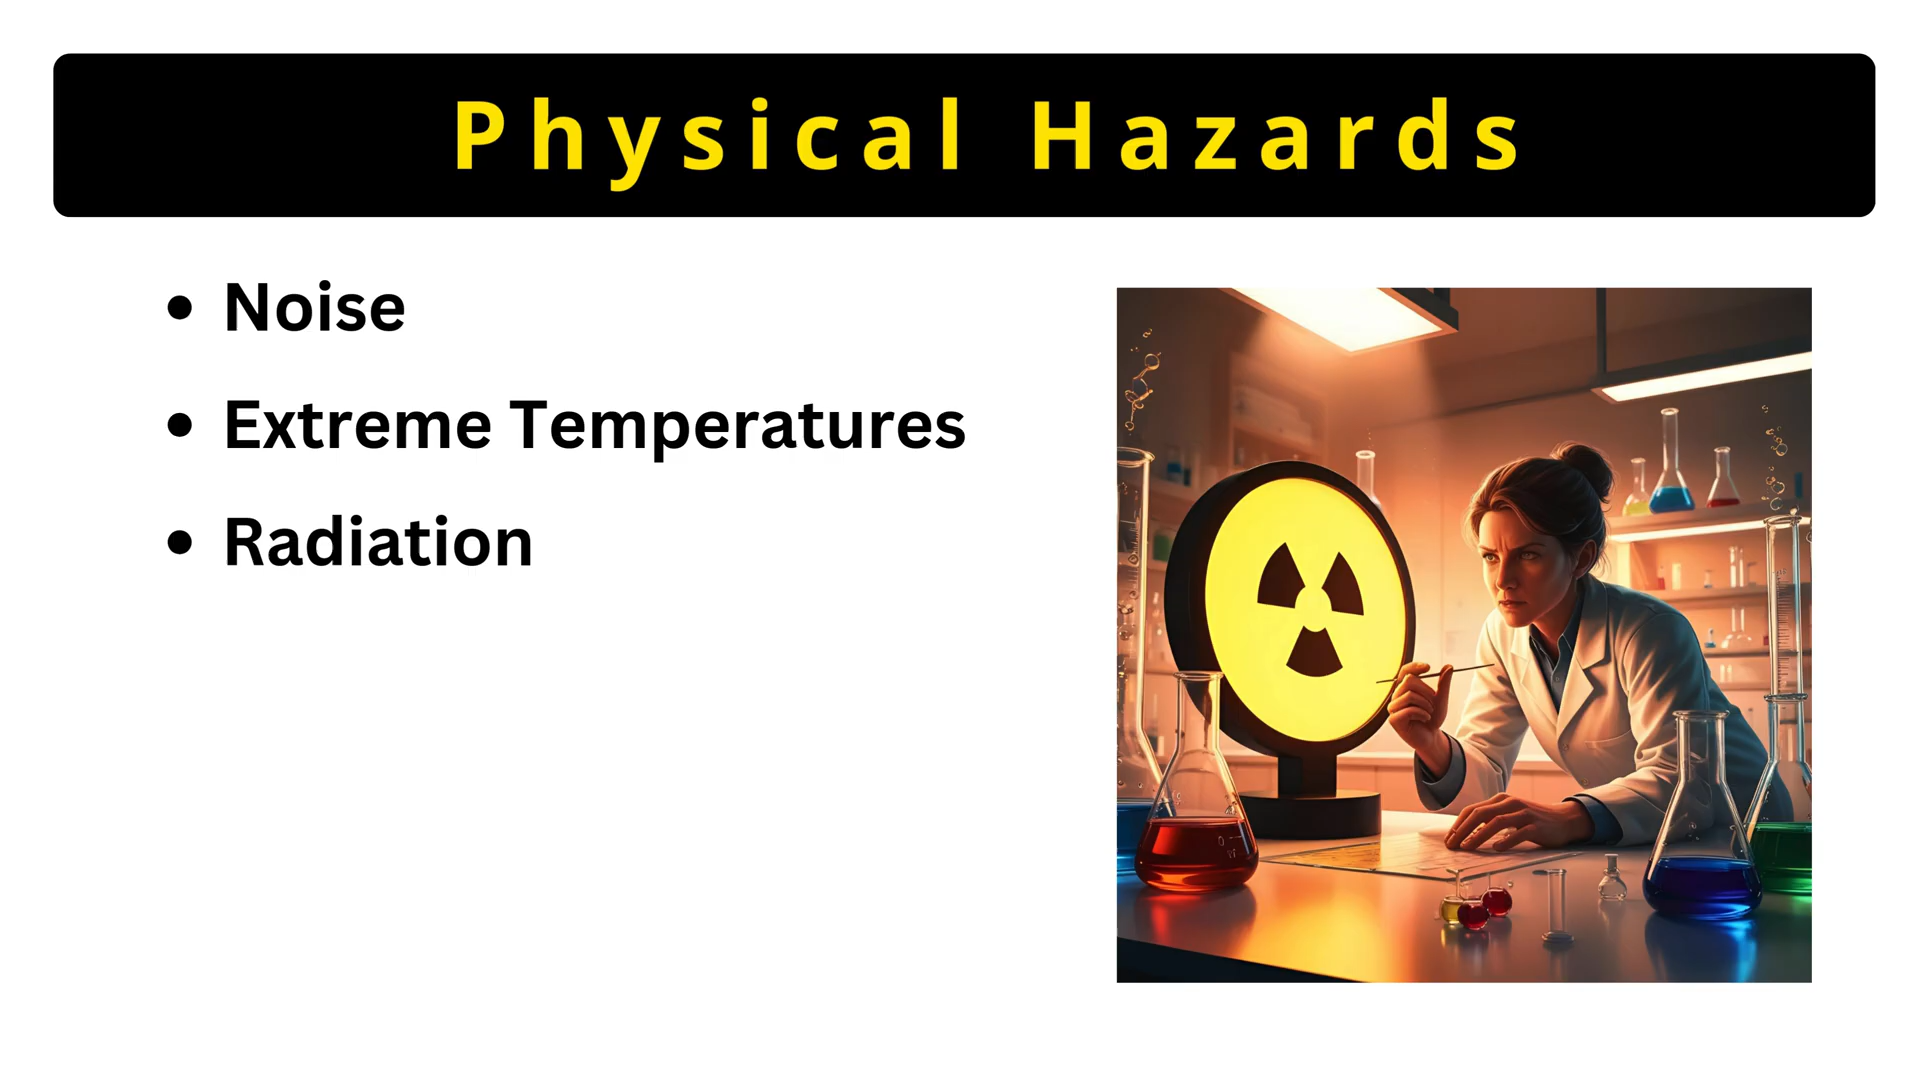 Physical Hazards
• Noise
• Extreme Temperatures
• Radiation